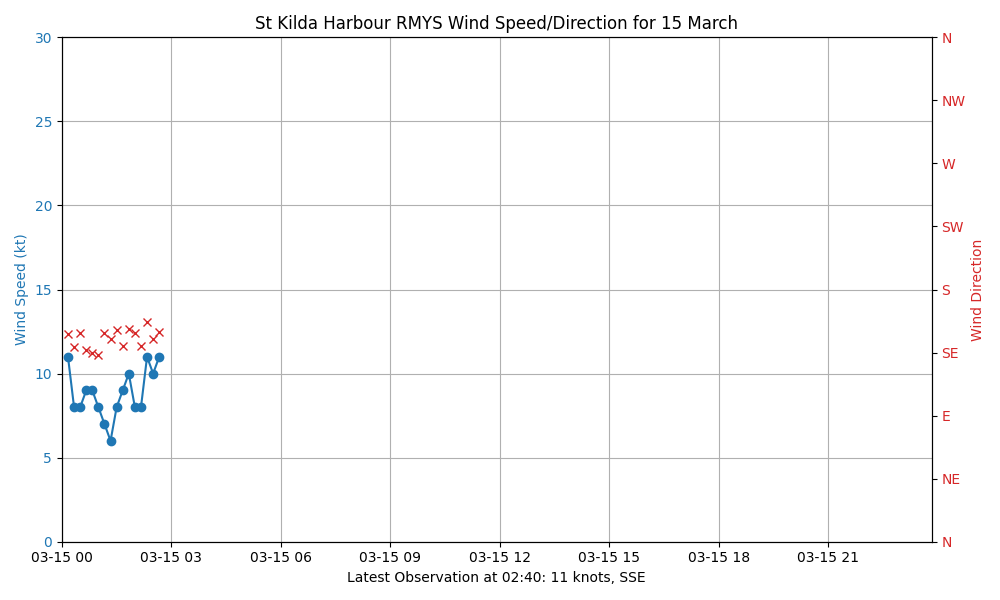 St Kilda Harbour RMYS Wind Speed/Direction for 15 March
30
25
20
15
10
5
0
Wind Speed (kt)
N
NW
W
SW
S
SE
E
NE
N
Wind Direction
03-15 00
03-15 03
03-15 06
03-15 09
03-15 12
03-15 15
03-15 18
03-15 21
Latest Observation at 02:40: 11 knots, SSE